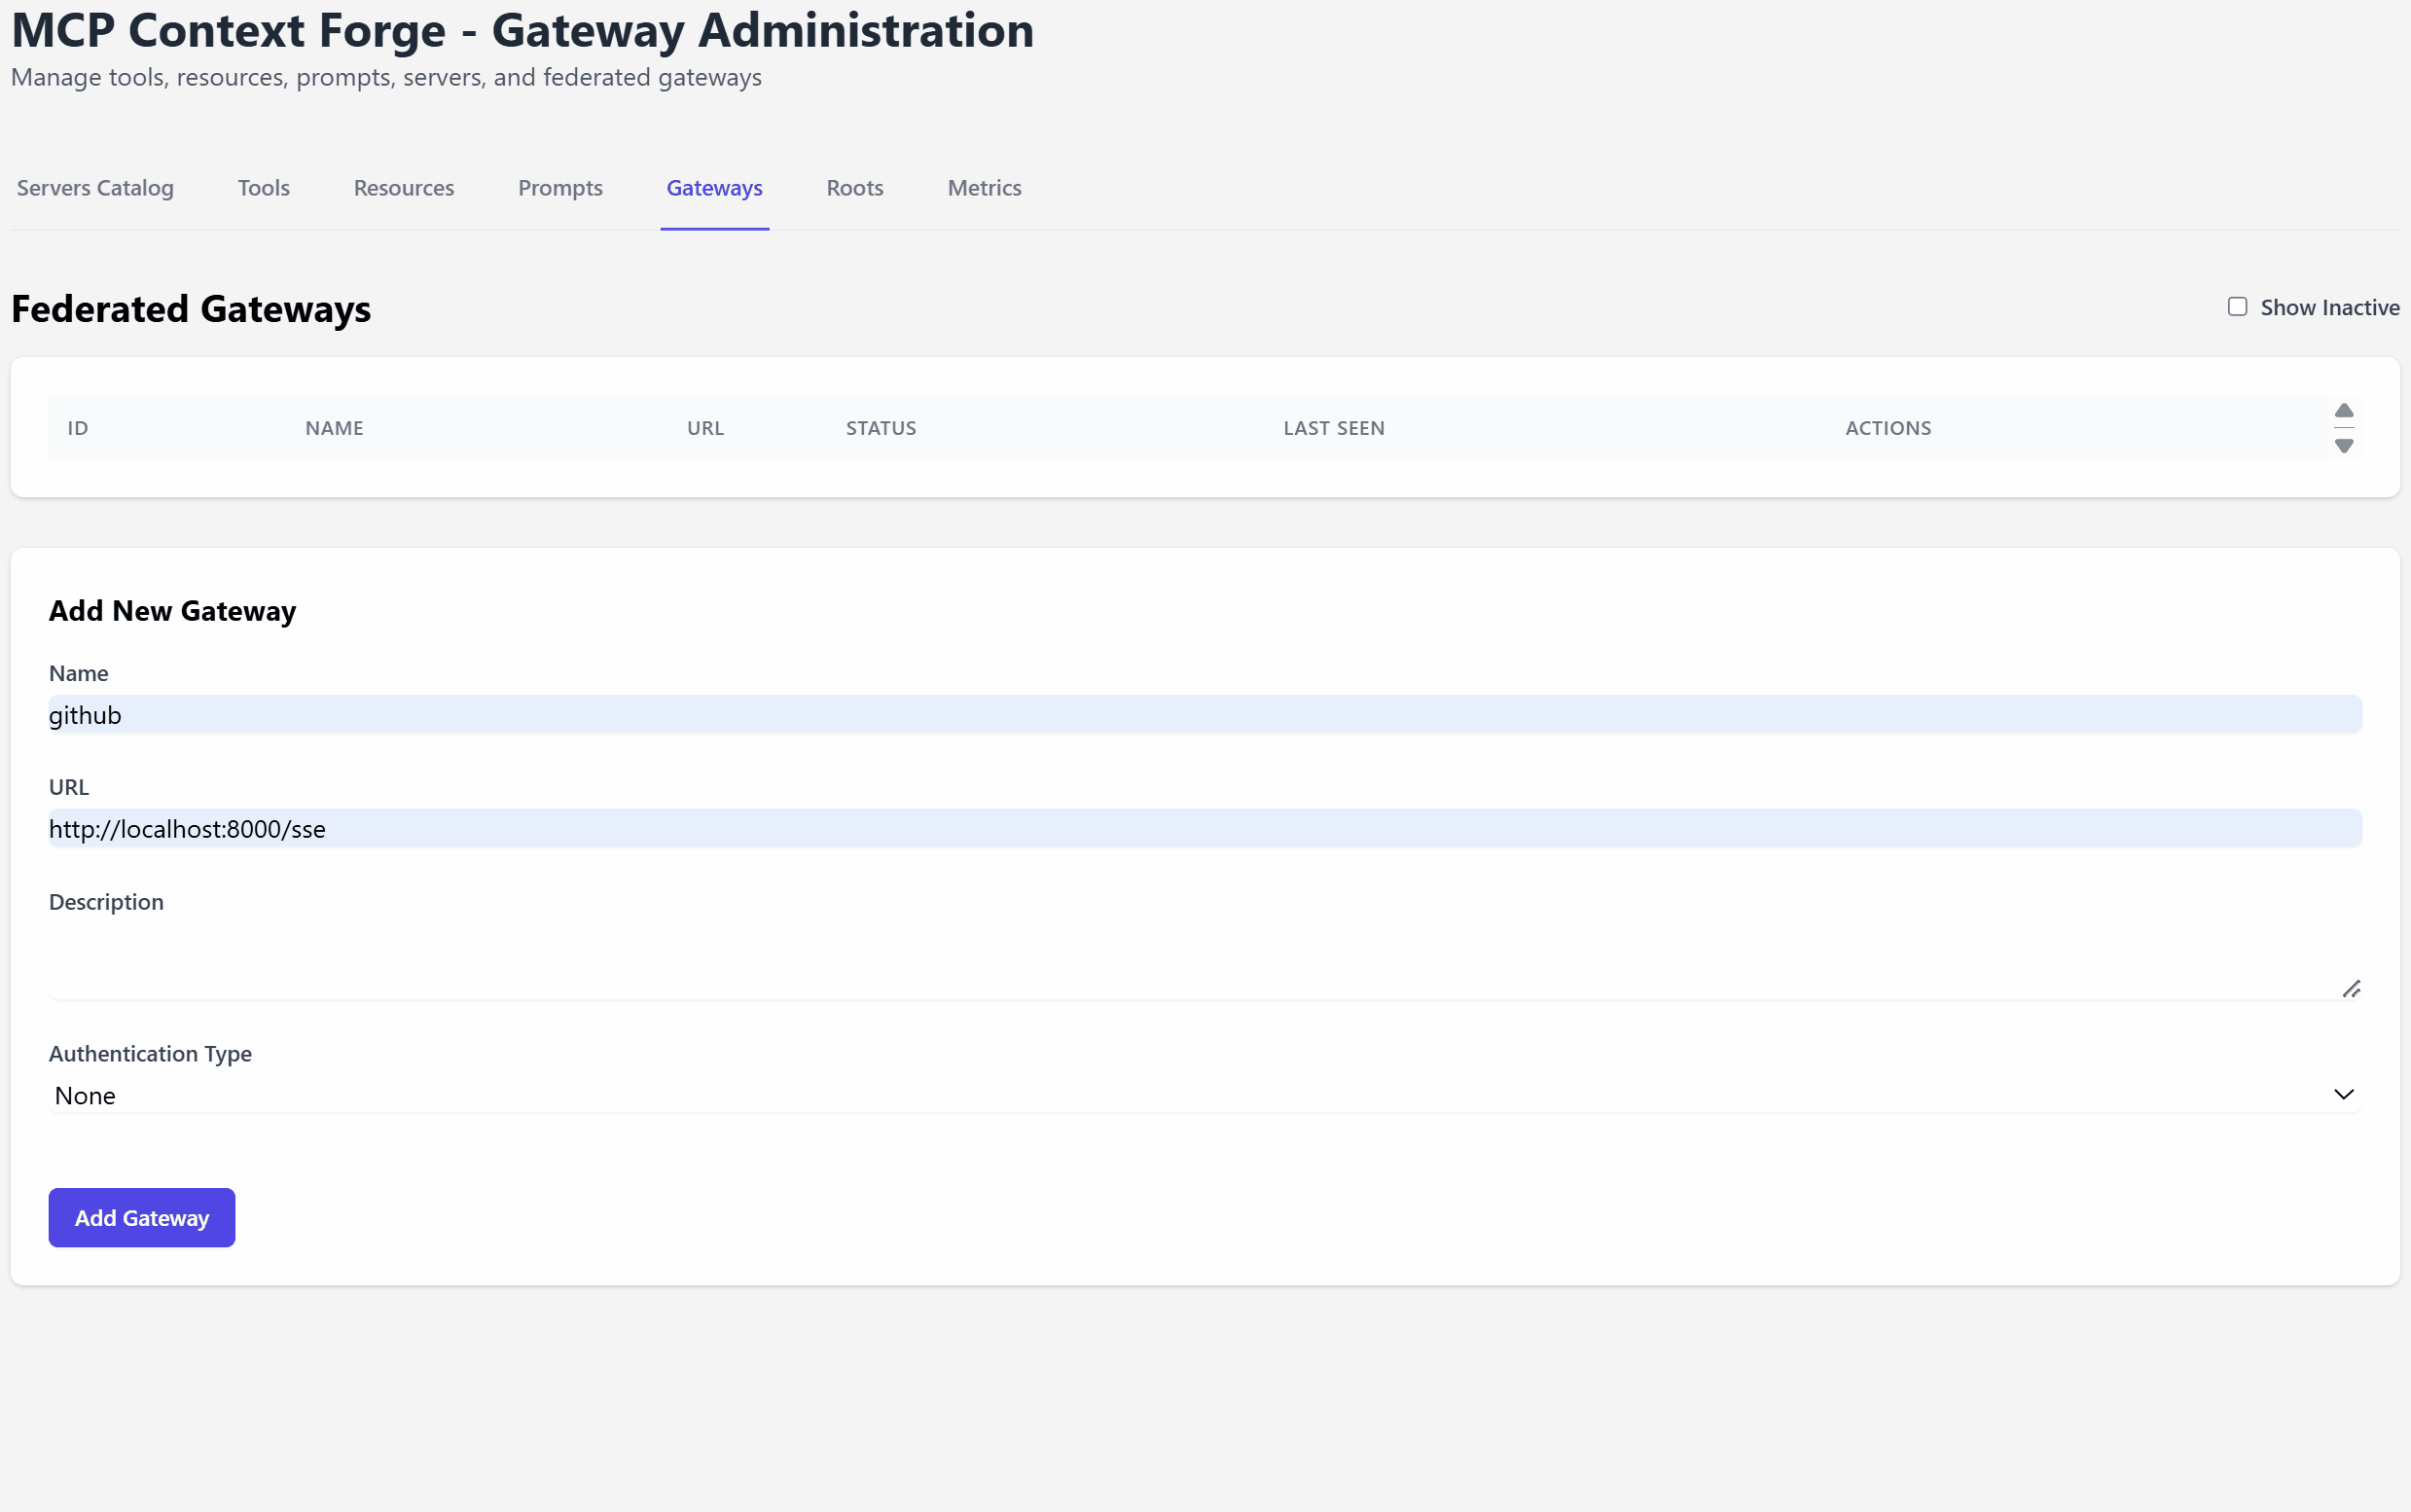 MCP Context Forge - Gateway Administration
Manage tools, resources, prompts, servers, and federated gateways
Servers Catalog Tools Resources Prompts Gateways Roots Metrics
Federated Gateways
Show Inactive
ID NAME URL STATUS LAST SEEN ACTIONS
Add New Gateway
Name
github
URL
http://localhost:8000/sse
Description
Authentication Type
None
Add Gateway